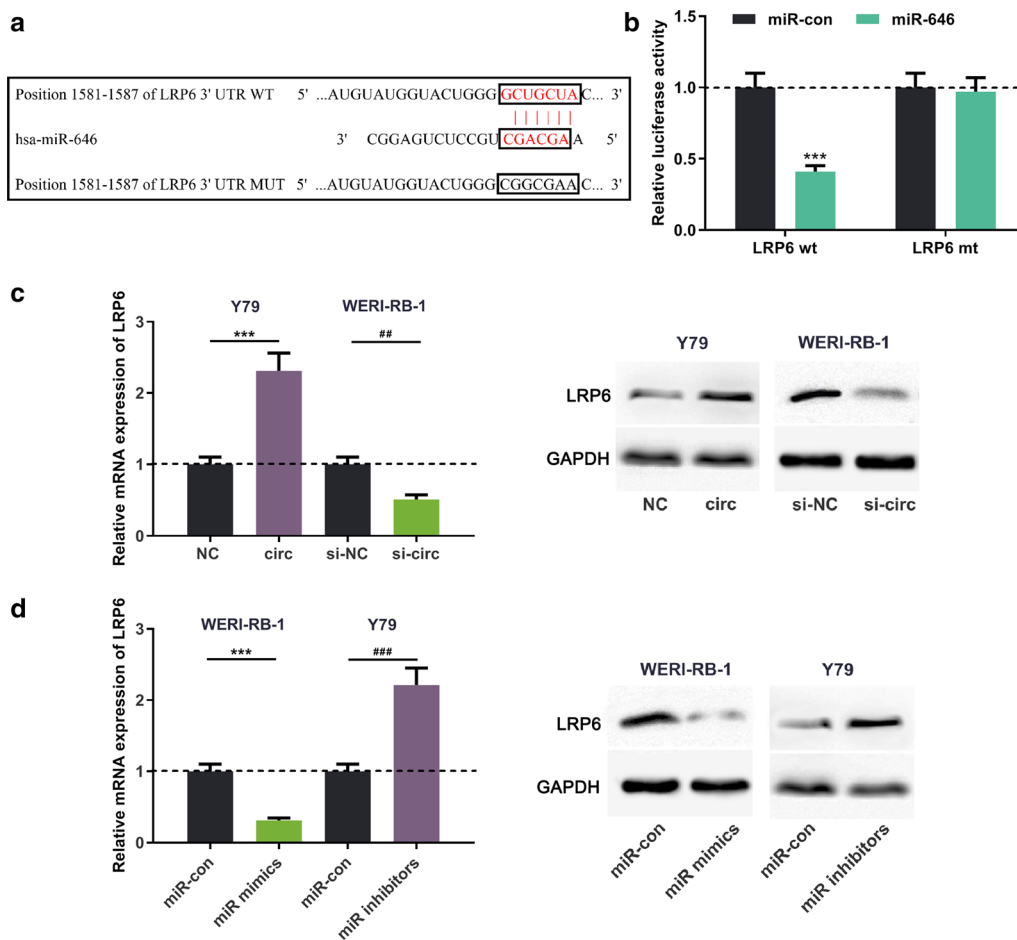 a
Position 1581-1587 of LRP6 3' UTR WT 5' ...AUGUAUGGUACUGGG GCUGCUA C... 3'
hsa-miR-646 3' CGGAGUCUCCGU CGACGA A 5'
Position 1581-1587 of LRP6 3' UTR MUT 5' ...AUGUAUGGUACUGGG CGGCGAA C... 3'
b
miR-con miR-646
Relative luciferase activity
1.5
1.0
0.5
0.0
***
LRP6 wt LRP6 mt
c
Relative mRNA expression of LRP6
3
2
1
0
Y79 WERI-RB-1
*** ##
NC circ si-NC si-circ
Y79 WERI-RB-1
LRP6
GAPDH
NC circ si-NC si-circ
d
Relative mRNA expression of LRP6
3
2
1
0
WERI-RB-1 Y79
*** ###
miR-con miR mimics miR-con miR inhibitors
WERI-RB-1 Y79
LRP6
GAPDH
miR-con miR mimics miR-con miR inhibitors